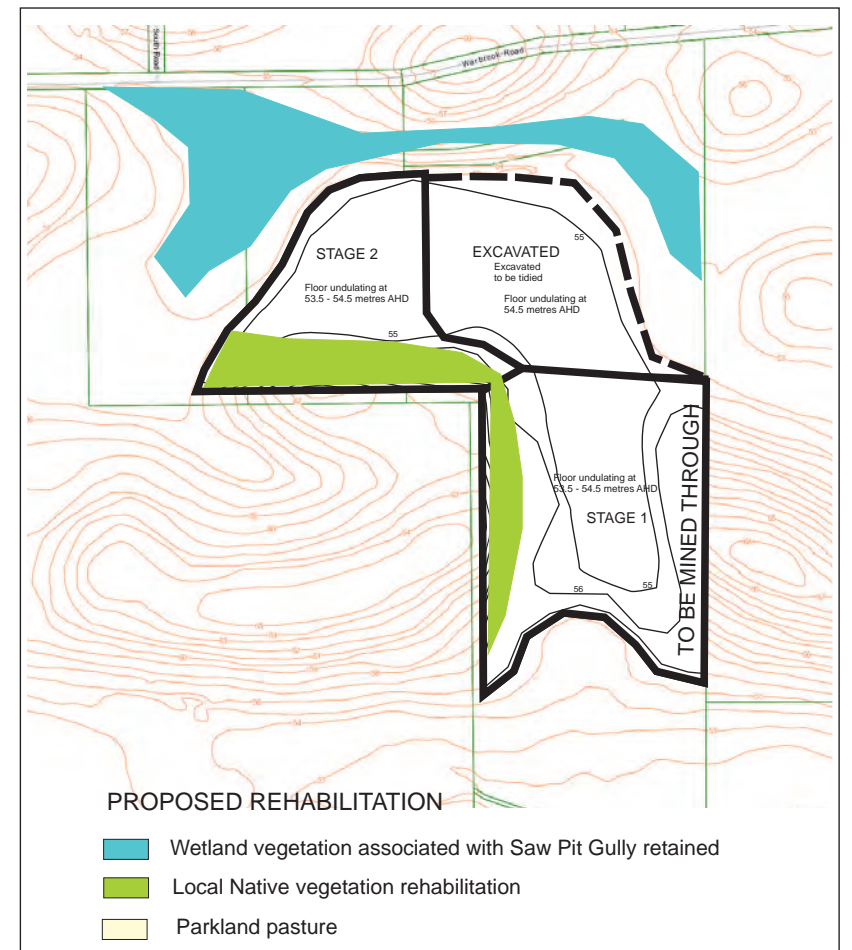 South Road
Warbrook Road
STAGE 2
Floor undulating at
53.5 - 54.5 metres AHD
EXCAVATED
Excavated
to be tidied
Floor undulating at
54.5 metres AHD
55
55
Floor undulating at
53.5 - 54.5 metres AHD
STAGE 1
TO BE MINED THROUGH
56
55
PROPOSED REHABILITATION
Wetland vegetation associated with Saw Pit Gully retained
Local Native vegetation rehabilitation
Parkland pasture